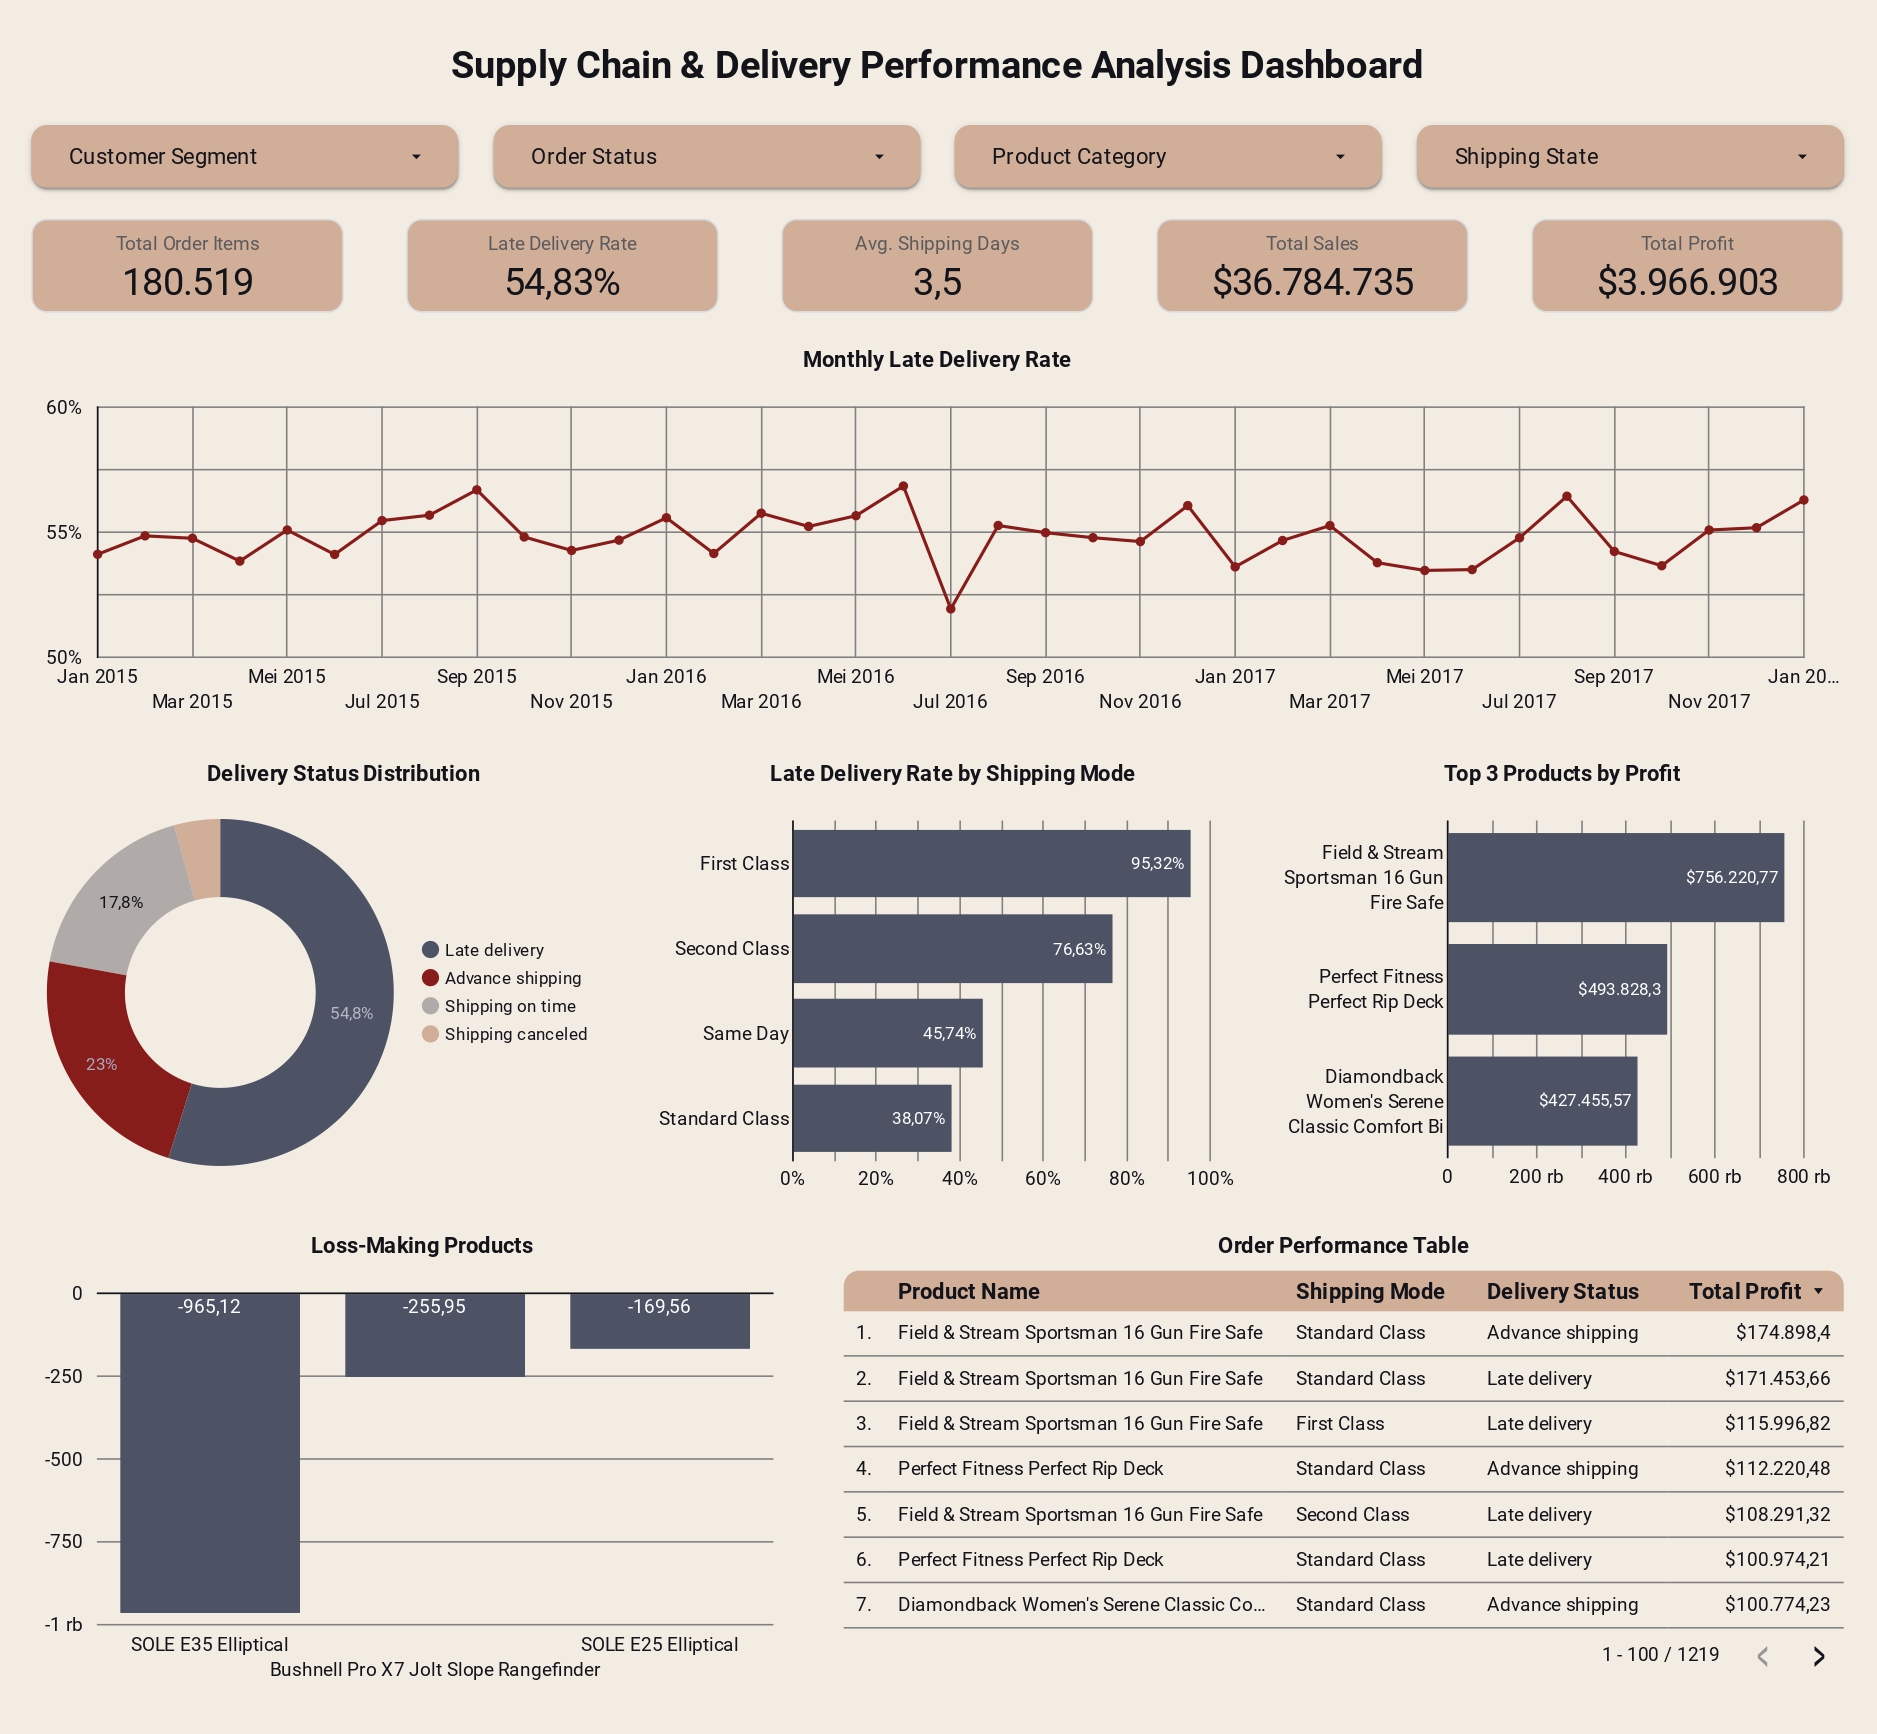 Supply Chain & Delivery Performance Analysis Dashboard
Customer Segment
Order Status
Product Category
Shipping State
Total Order Items
180.519
Late Delivery Rate
54,83%
Avg. Shipping Days
3,5
Total Sales
$36.784.735
Total Profit
$3.966.903
Monthly Late Delivery Rate
60%
55%
50%
Jan 2015
Mar 2015
Mei 2015
Jul 2015
Sep 2015
Nov 2015
Jan 2016
Mar 2016
Mei 2016
Jul 2016
Sep 2016
Nov 2016
Jan 2017
Mar 2017
Mei 2017
Jul 2017
Sep 2017
Nov 2017
Jan 20...
Delivery Status Distribution
17,8%
54,8%
23%
Late delivery
Advance shipping
Shipping on time
Shipping canceled
Late Delivery Rate by Shipping Mode
First Class
95,32%
Second Class
76,63%
Same Day
45,74%
Standard Class
38,07%
0%
20%
40%
60%
80%
100%
Top 3 Products by Profit
Field & Stream
Sportsman 16 Gun
Fire Safe
$756.220,77
Perfect Fitness
Perfect Rip Deck
$493.828,3
Diamondback
Women's Serene
Classic Comfort Bi
$427.455,57
0
200 rb
400 rb
600 rb
800 rb
Loss-Making Products
0
-250
-500
-750
-1 rb
-965,12
-255,95
-169,56
SOLE E35 Elliptical
Bushnell Pro X7 Jolt Slope Rangefinder
SOLE E25 Elliptical
Order Performance Table
Product Name Shipping Mode Delivery Status Total Profit
1. Field & Stream Sportsman 16 Gun Fire Safe Standard Class Advance shipping $174.898,4
2. Field & Stream Sportsman 16 Gun Fire Safe Standard Class Late delivery $171.453,66
3. Field & Stream Sportsman 16 Gun Fire Safe First Class Late delivery $115.996,82
4. Perfect Fitness Perfect Rip Deck Standard Class Advance shipping $112.220,48
5. Field & Stream Sportsman 16 Gun Fire Safe Second Class Late delivery $108.291,32
6. Perfect Fitness Perfect Rip Deck Standard Class Late delivery $100.974,21
7. Diamondback Women's Serene Classic Co... Standard Class Advance shipping $100.774,23
1 - 100 / 1219